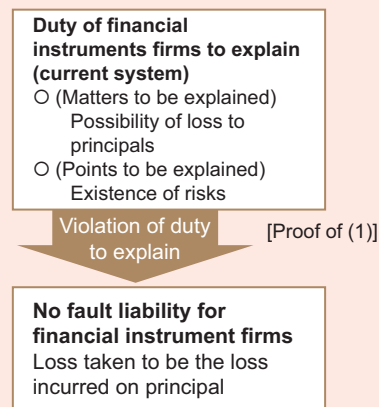 Duty of financial
instruments firms to explain
(current system)
○ (Matters to be explained)
Possibility of loss to
principals
○ (Points to be explained)
Existence of risks
Violation of duty
to explain
[Proof of (1)]
No fault liability for
financial instrument firms
Loss taken to be the loss
incurred on principal